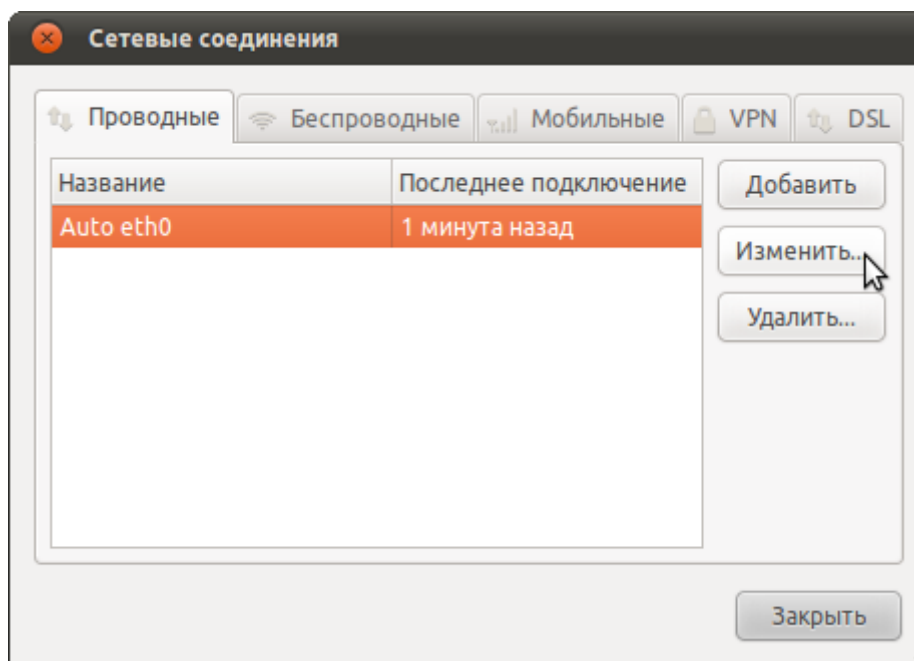 Сетевые соединения
Проводные Беспроводные Мобильные VPN DSL
Название Последнее подключение Добавить
Auto eth0 1 минута назад
Изменить...
Удалить...
Закрыть